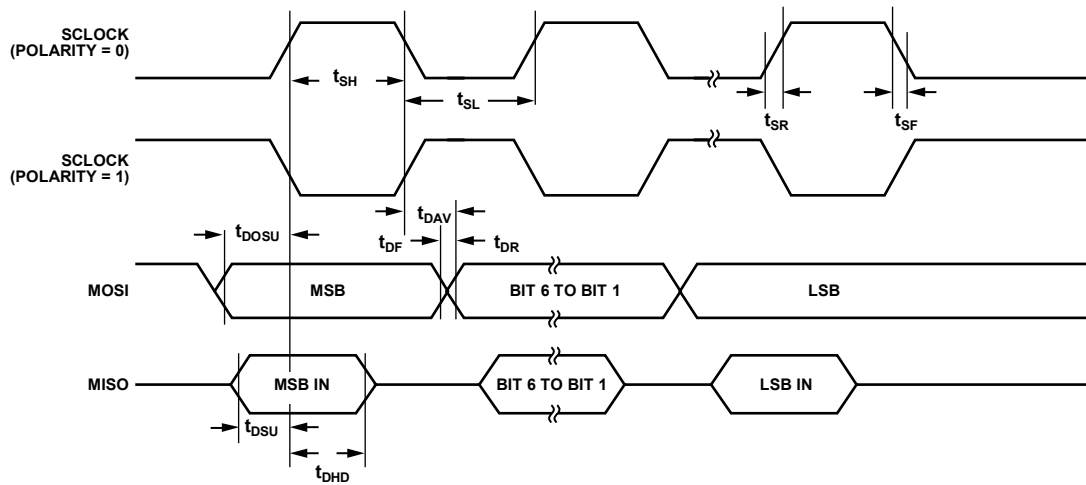 SCLOCK
(POLARITY = 0)
tSH
tSL
tSR
tSF
SCLOCK
(POLARITY = 1)
tDAV
tDOSU
tDF
tDR
MOSI
MSB
BIT 6 TO BIT 1
LSB
MISO
MSB IN
BIT 6 TO BIT 1
LSB IN
tDSU
tDHD